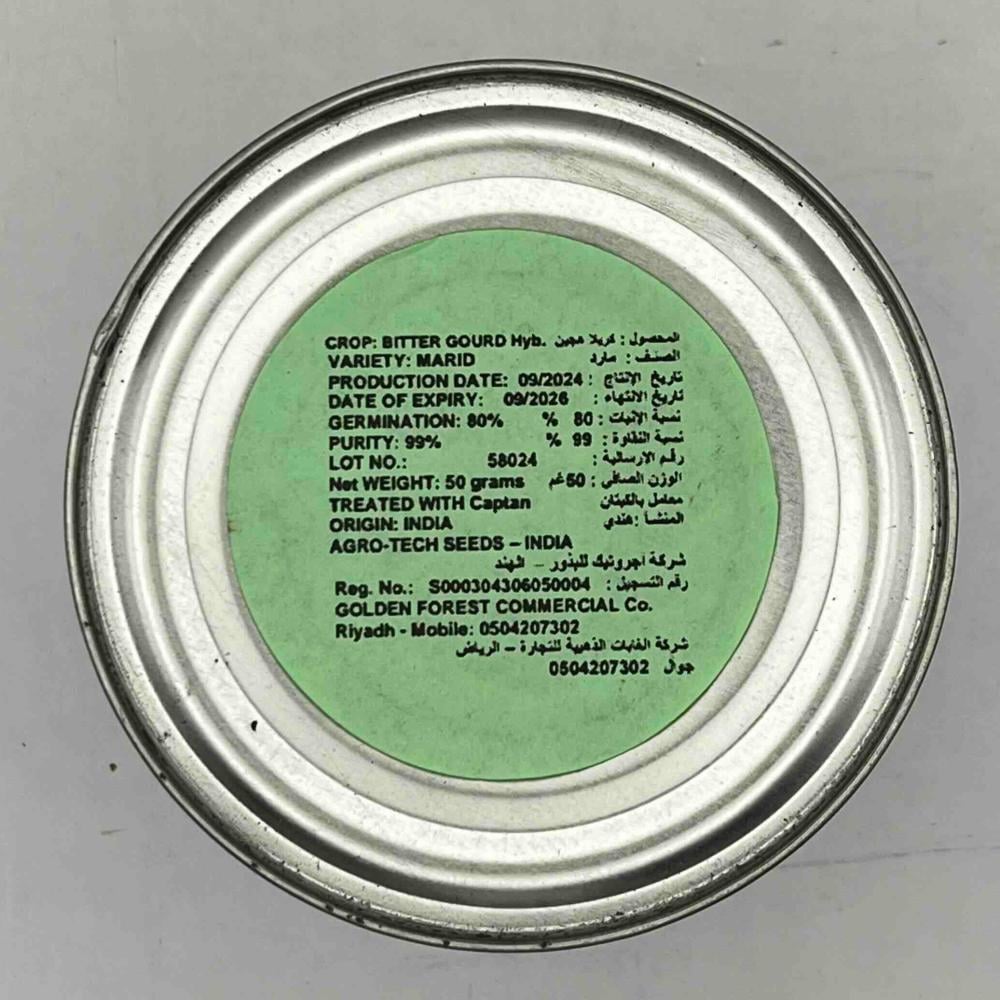 CROP: BITTER GOURD Hyb. المحصول : كريلا هجين
VARIETY: MARID الصنف : مارد
PRODUCTION DATE: 09/2024 : تاريخ الإنتاج
DATE OF EXPIRY: 09/2026 : تاريخ الانتهاء
GERMINATION: 80% % 80 : نسبة الإنبات
PURITY: 99% % 99 : نسبة النقاوة
LOT NO.: 58024 : رقم الارسالية
Net WEIGHT: 50 grams الوزن الصافي : 50غم
TREATED WITH Captan معامل بالكبتان
ORIGIN: INDIA المنشأ :هندي
AGRO-TECH SEEDS – INDIA
شركة اجروتيك للبذور – الهند
Reg. No.: S000304306050004 : رقم التسجيل
GOLDEN FOREST COMMERCIAL Co.
Riyadh - Mobile: 0504207302
شركة الغابات الذهبية للتجارة – الرياض
جوال 0504207302